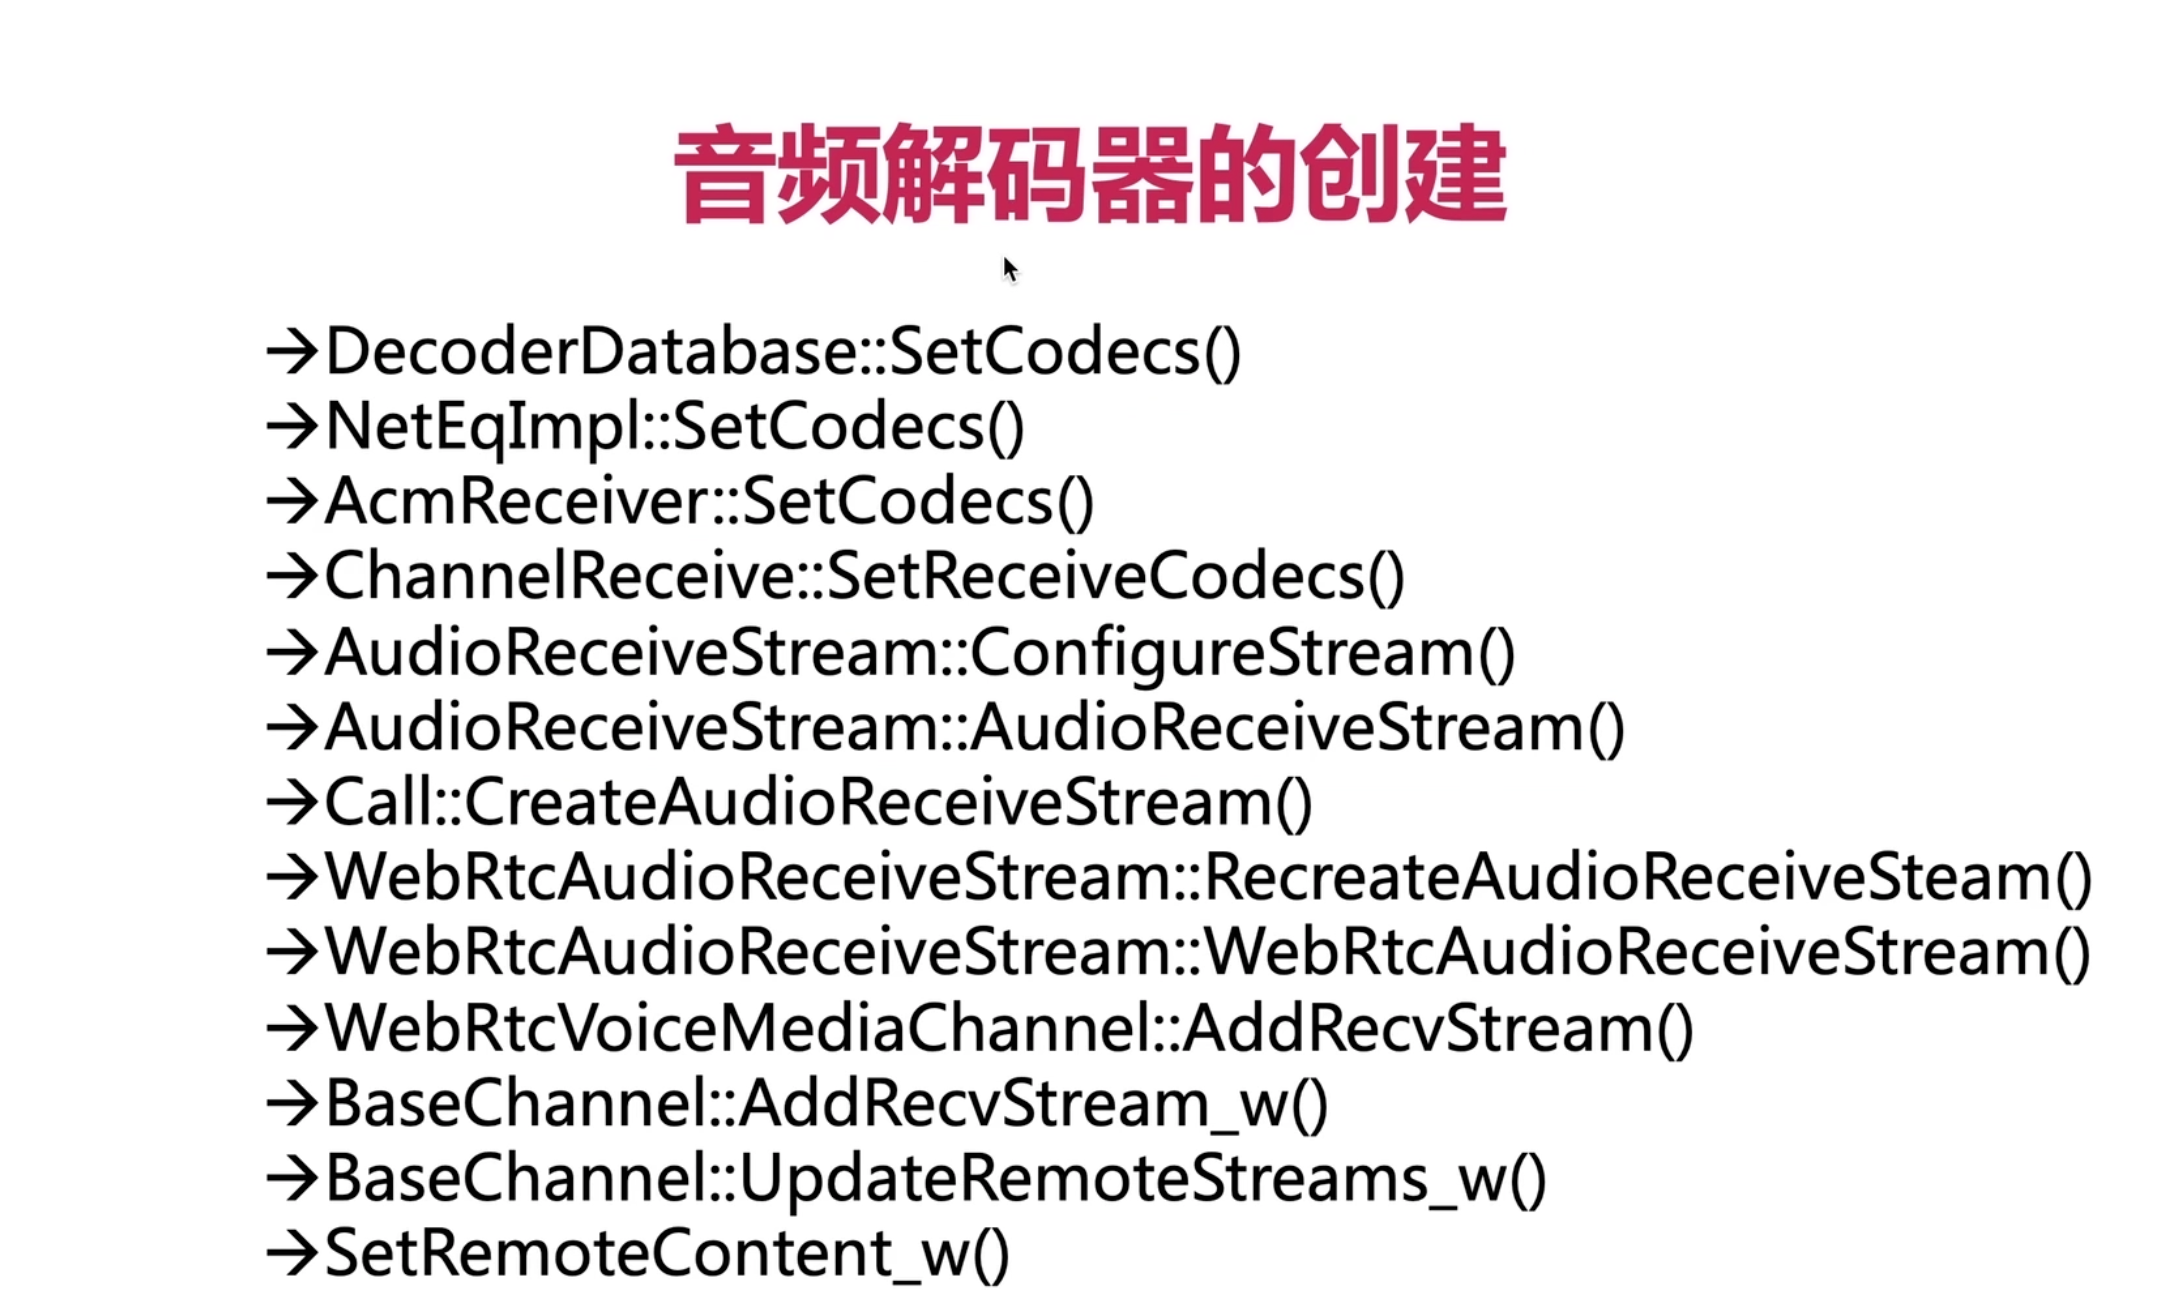 音频解码器的创建
→DecoderDatabase::SetCodecs()
→NetEqImpl::SetCodecs()
→AcmReceiver::SetCodecs()
→ChannelReceive::SetReceiveCodecs()
→AudioReceiveStream::ConfigureStream()
→AudioReceiveStream::AudioReceiveStream()
→Call::CreateAudioReceiveStream()
→WebRtcAudioReceiveStream::RecreateAudioReceiveSteam()
→WebRtcAudioReceiveStream::WebRtcAudioReceiveStream()
→WebRtcVoiceMediaChannel::AddRecvStream()
→BaseChannel::AddRecvStream_w()
→BaseChannel::UpdateRemoteStreams_w()
→SetRemoteContent_w()